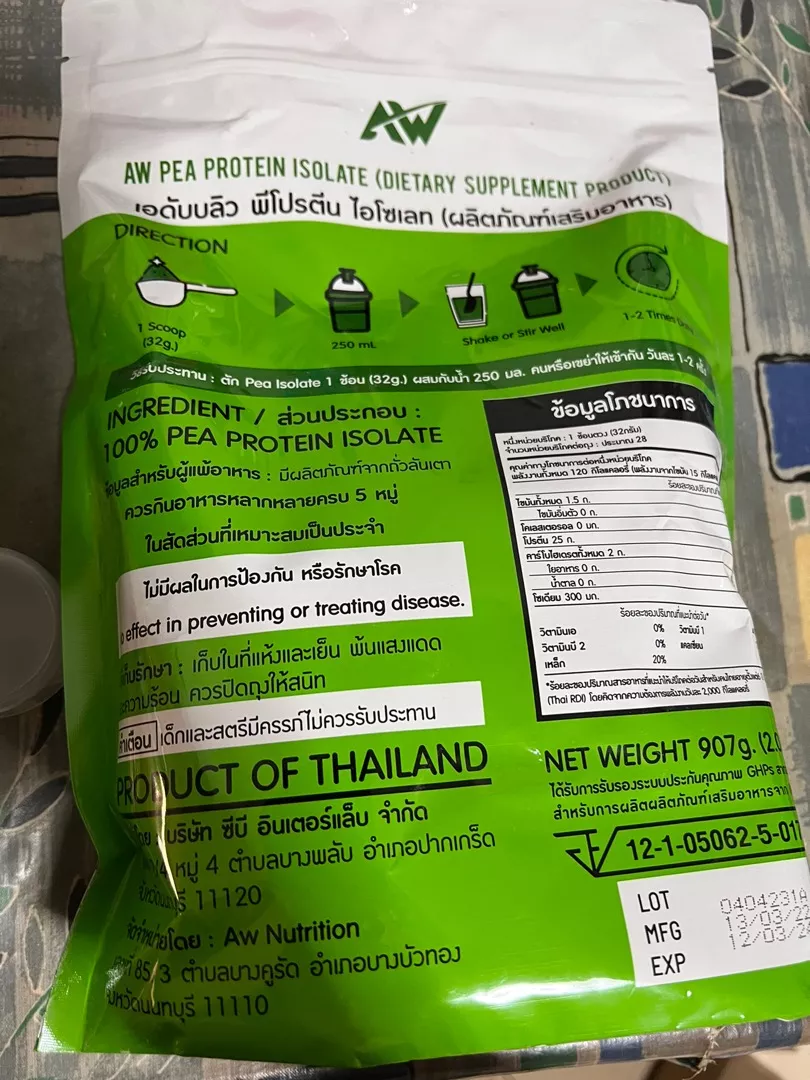 AW
AW PEA PROTEIN ISOLATE (DIETARY SUPPLEMENT PRODUCT)
เอดับบลิว พีโปรตีน ไอโซเลท (ผลิตภัณฑ์เสริมอาหาร)
DIRECTION
1 Scoop
(32g.)
250 mL
Shake or Stir Well
1-2 Times
วิธีรับประทาน : ตัก Pea Isolate 1 ช้อน (32g.) ผสมกับน้ำ 250 มล. คนหรือเขย่าให้เข้ากัน วันละ 1-2 ครั้ง
INGREDIENT / ส่วนประกอบ :
100% PEA PROTEIN ISOLATE
ข้อมูลสำหรับผู้แพ้อาหาร : มีผลิตภัณฑ์จากถั่วลันเตา
ควรกินอาหารหลากหลายครบ 5 หมู่
ในสัดส่วนที่เหมาะสมเป็นประจำ
ไม่มีผลในการป้องกัน หรือรักษาโรค
effect in preventing or treating disease.
เก็บรักษา : เก็บในที่แห้งและเย็น พ้นแสงแดด
ความร้อน ควรปิดถุงให้สนิท
คำเตือน เด็กและสตรีมีครรภ์ไม่ควรรับประทาน
PRODUCT OF THAILAND
บริษัท ซีบี อินเตอร์แล็บ จำกัด
หมู่ 4 ตำบลบางพลับ อำเภอปากเกร็ด
11120
จัดจำหน่ายโดย : Aw Nutrition
85/3 ตำบลบางคูรัด อำเภอบางบัวทอง
จังหวัดนนทบุรี 11110
ข้อมูลโภชนาการ
หนึ่งหน่วยบริโภค : 1 ช้อนตวง (32กรัม)
จำนวนหน่วยบริโภคต่อถุง : ประมาณ 28
คุณค่าทางโภชนาการต่อหนึ่งหน่วยบริโภค
พลังงานทั้งหมด 120 กิโลแคลอรี่ (พลังงานจากไขมัน 15
ไขมันทั้งหมด 1.5 ก.
ไขมันอิ่มตัว 0 ก.
โคเลสเตอรอล 0 มก.
โปรตีน 25 ก.
คาร์โบไฮเดรตทั้งหมด 2 ก.
ใยอาหาร 0 ก.
น้ำตาล 0 ก.
โซเดียม 300 มก.
ร้อยละของปริมาณที่แนะนำต่อวัน*
วิตามินเอ 0% วิตามินบี 1
วิตามินบี 2 0% แคลเซียม
เหล็ก 20%
*ร้อยละของปริมาณสารอาหารที่แนะนำให้บริโภคต่อวันสำหรับคนไทยอายุตั้งแต่
(Thai RDI) โดยคิดจากความต้องการพลังงานวันละ 2,000 กิโลแคลอรี่
NET WEIGHT 907g.
ได้รับการรับรองระบบประกันคุณภาพ GHPs
สำหรับการผลิตผลิตภัณฑ์เสริมอาหารจาก
12-1-05062-5-01
LOT 0404231A
MFG 13/03/22
EXP 12/03/2